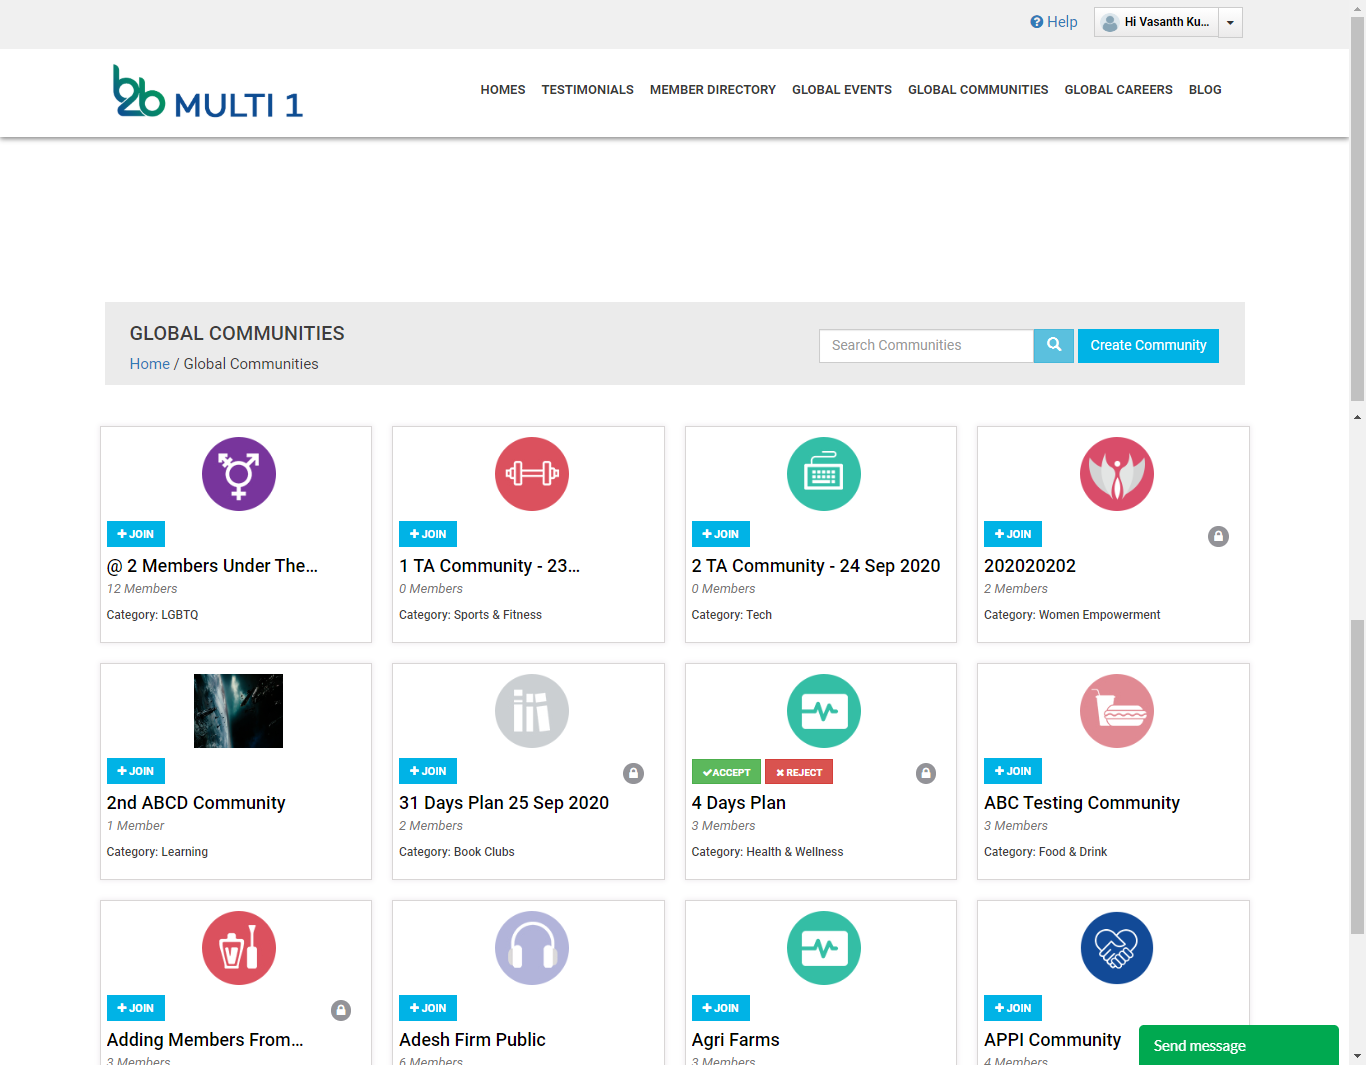 Help
Hi Vasanth Ku...
b2b MULTI 1
HOMES TESTIMONIALS MEMBER DIRECTORY GLOBAL EVENTS GLOBAL COMMUNITIES GLOBAL CAREERS BLOG
GLOBAL COMMUNITIES
Home / Global Communities
Search Communities
Create Community
JOIN
@ 2 Members Under The...
12 Members
Category: LGBTQ
JOIN
1 TA Community - 23...
0 Members
Category: Sports & Fitness
JOIN
2 TA Community - 24 Sep 2020
0 Members
Category: Tech
JOIN
202020202
2 Members
Category: Women Empowerment
JOIN
2nd ABCD Community
1 Member
Category: Learning
JOIN
31 Days Plan 25 Sep 2020
2 Members
Category: Book Clubs
ACCEPT REJECT
4 Days Plan
3 Members
Category: Health & Wellness
JOIN
ABC Testing Community
3 Members
Category: Food & Drink
JOIN
Adding Members From...
3 Members
JOIN
Adesh Firm Public
6 Members
JOIN
Agri Farms
3 Members
JOIN
APPI Community
4 Members
Send message